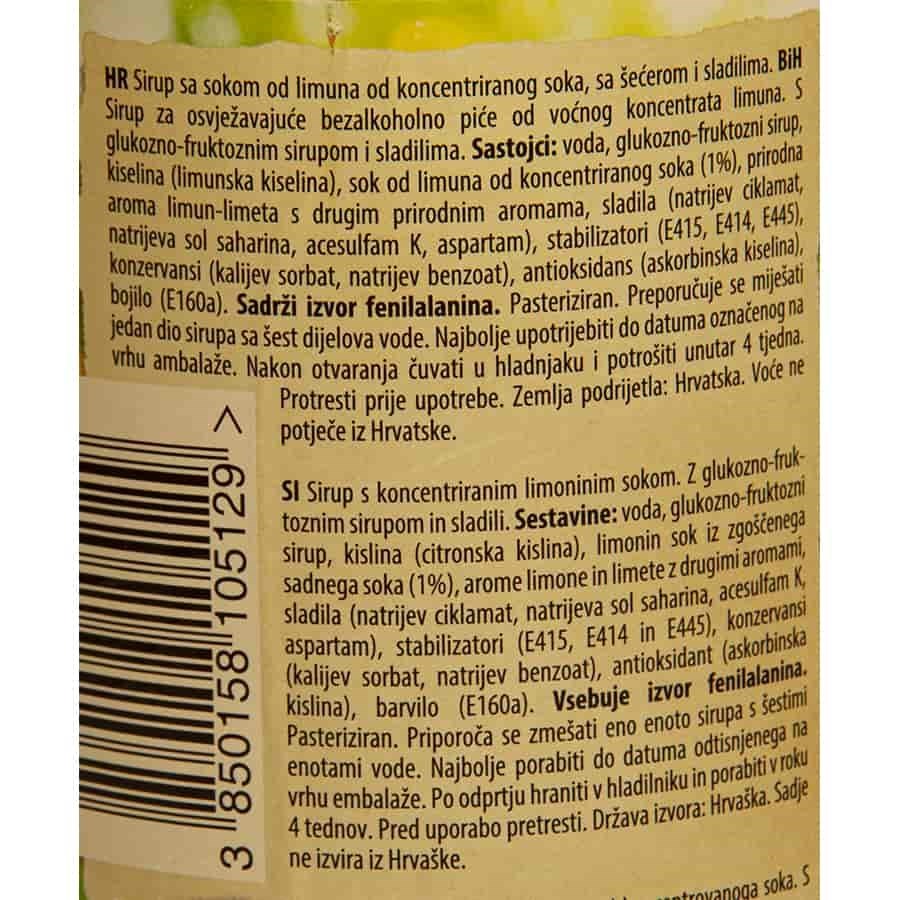 HR Sirup sa sokom od limuna od koncentriranog soka, sa šećerom i sladilima. BiH
Sirup za osvježavajuće bezalkoholno piće od voćnog koncentrata limuna. S
glukozno-fruktoznim sirupom i sladilima. Sastojci: voda, glukozno-fruktozni sirup,
kiselina (limunska kiselina), sok od limuna od koncentriranog soka (1%), prirodna
aroma limun-limeta s drugim prirodnim aromama, sladila (natrijev ciklamat,
natrijeva sol saharina, acesulfam K, aspartam), stabilizatori (E415, E414, E445),
konzervansi (kalijev sorbat, natrijev benzoat), antioksidans (askorbinska kiselina),
bojilo (E160a). Sadrži izvor fenilalanina. Pasteriziran. Preporučuje se miješati
jedan dio sirupa sa šest dijelova vode. Najbolje upotrijebiti do datuma označenog na
vrhu ambalaže. Nakon otvaranja čuvati u hladnjaku i potrošiti unutar 4 tjedna.
Protresti prije upotrebe. Zemlja podrijetla: Hrvatska. Voće ne
potječe iz Hrvatske.
SI Sirup s koncentriranim limoninim sokom. Z glukozno-fruk-
toznim sirupom in sladili. Sestavine: voda, glukozno-fruktozni
sirup, kislina (citronska kislina), limonin sok iz zgoščenega
sadnega soka (1%), arome limone in limete z drugimi aromami,
sladila (natrijev ciklamat, natrijeva sol saharina, acesulfam K,
aspartam), stabilizatori (E415, E414 in E445), konzervansi
(kalijev sorbat, natrijev benzoat), antioksidant (askorbinska
kislina), barvilo (E160a). Vsebuje izvor fenilalanina.
Pasteriziran. Priporoča se zmešati eno enoto sirupa s šestimi
enotami vode. Najbolje porabiti do datuma odtisnjenega na
vrhu embalaže. Po odprtju hraniti v hladilniku in porabiti v roku
4 tednov. Pred uporabo pretresti. Država izvora: Hrvaška. Sadje
ne izvira iz Hrvaške.
soka. S
3 850158 105129 >